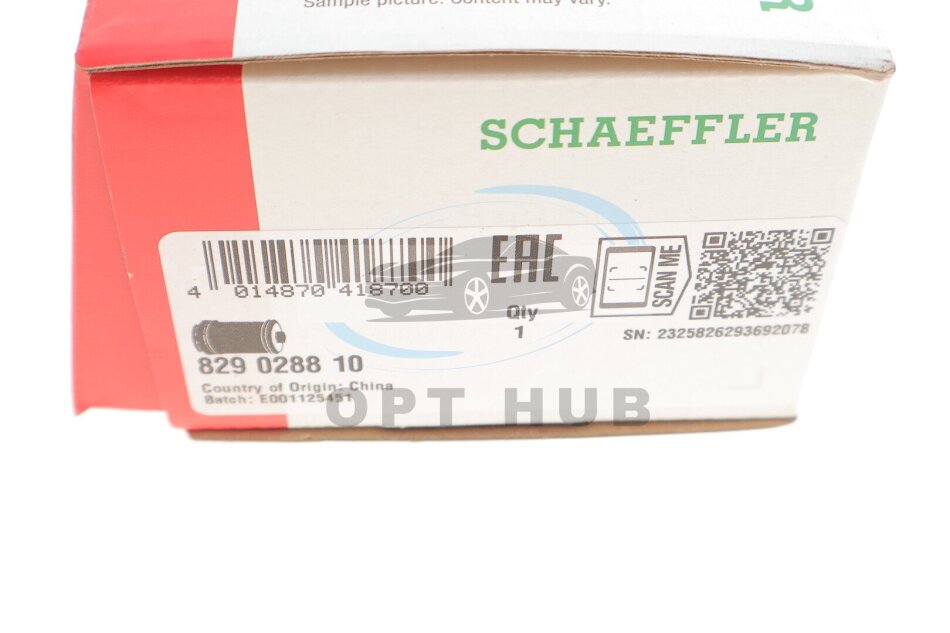 Sample picture. Content may vary.
SCHAEFFLER
4 014870 418700
EAC
Qty
1
SCAN ME
SN: 2325826293692078
829 0288 10
Country of Origin: China
Batch: E001125451
OPT HUB